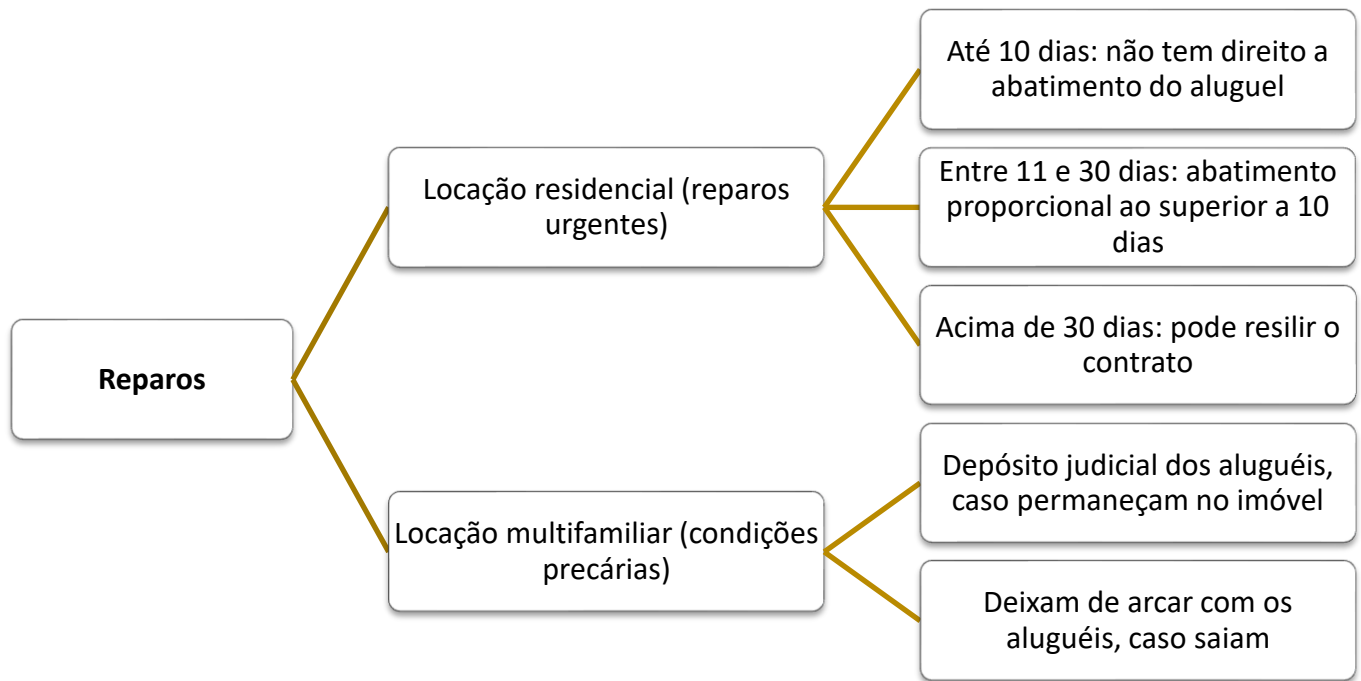 Reparos
Locação residencial (reparos
urgentes)
Até 10 dias: não tem direito a
abatimento do aluguel
Entre 11 e 30 dias: abatimento
proporcional ao superior a 10
dias
Acima de 30 dias: pode resilir o
contrato
Locação multifamiliar (condições
precárias)
Depósito judicial dos aluguéis,
caso permaneçam no imóvel
Deixam de arcar com os
aluguéis, caso saiam